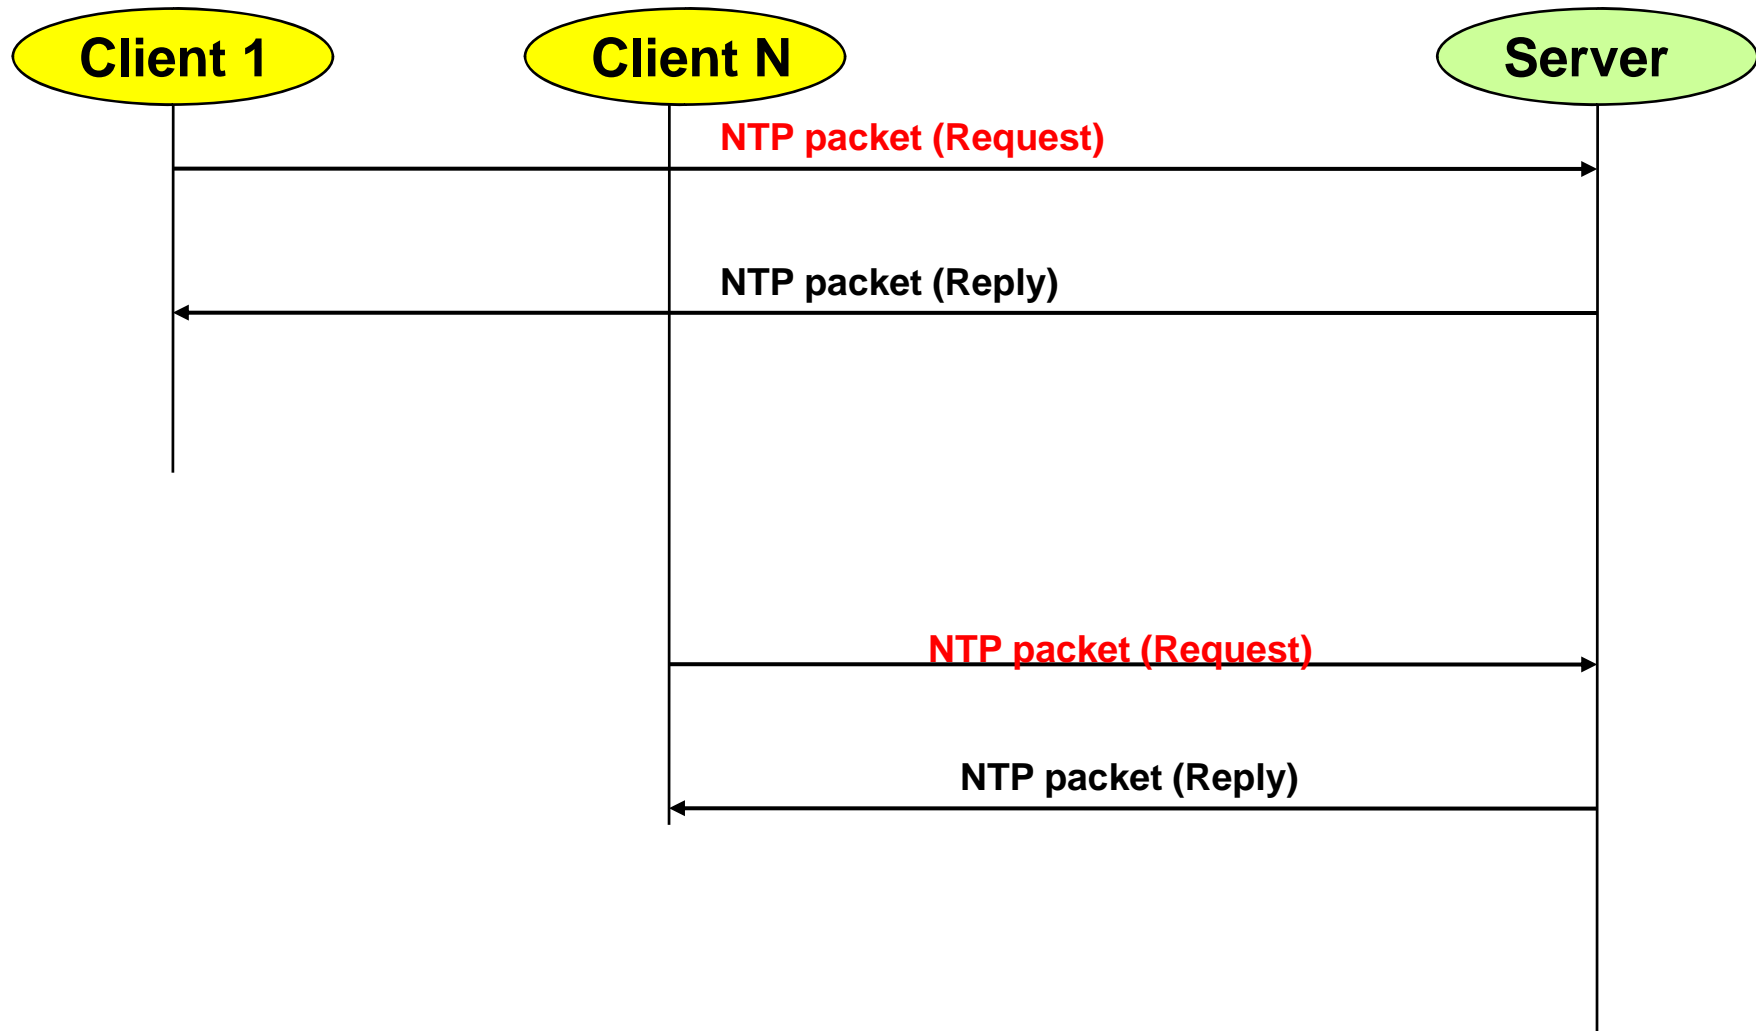 Client 1
Client N
Server
NTP packet (Request)
NTP packet (Reply)
NTP packet (Request)
NTP packet (Reply)